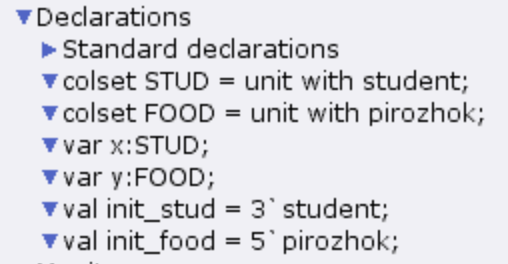 Declarations
Standard declarations
colset STUD = unit with student;
colset FOOD = unit with pirozhok;
var x:STUD;
var y:FOOD;
val init_stud = 3`student;
val init_food = 5`pirozhok;